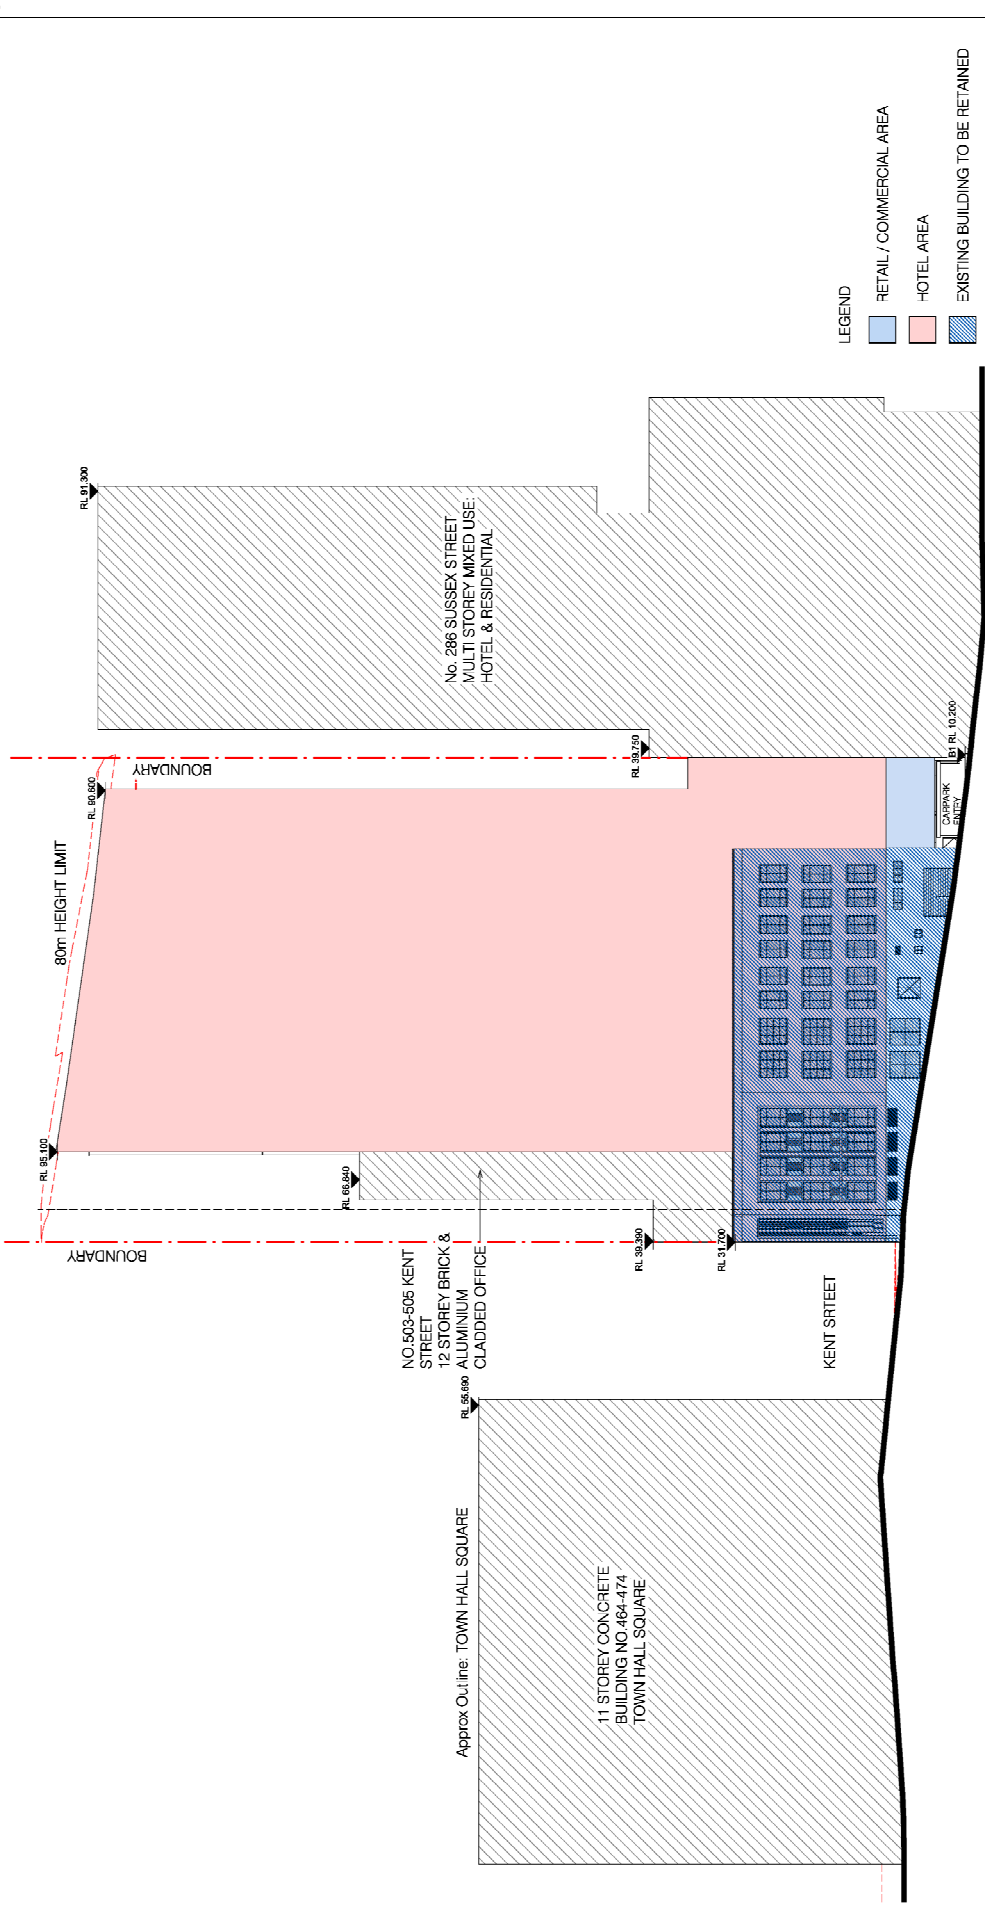 80m HEIGHT LIMIT
RL 95.100
RL 90.600
RL 91.300
BOUNDARY
BOUNDARY
RL 66.840
RL 39.390
RL 31.700
RL 39.750
NO.503-505 KENT
STREET
12 STOREY BRICK &
ALUMINIUM
CLADDED OFFICE
RL 55.690
Approx Outline: TOWN HALL SQUARE
11 STOREY CONCRETE
BUILDING NO.464-474
TOWN HALL SQUARE
KENT SRTEET
No. 286 SUSSEX STREET
MULTI STOREY MIXED USE:
HOTEL & RESIDENTIAL
B1 RL 10.200
CARPARK
ENTRY
LEGEND
RETAIL / COMMERCIAL AREA
HOTEL AREA
EXISTING BUILDING TO BE RETAINED